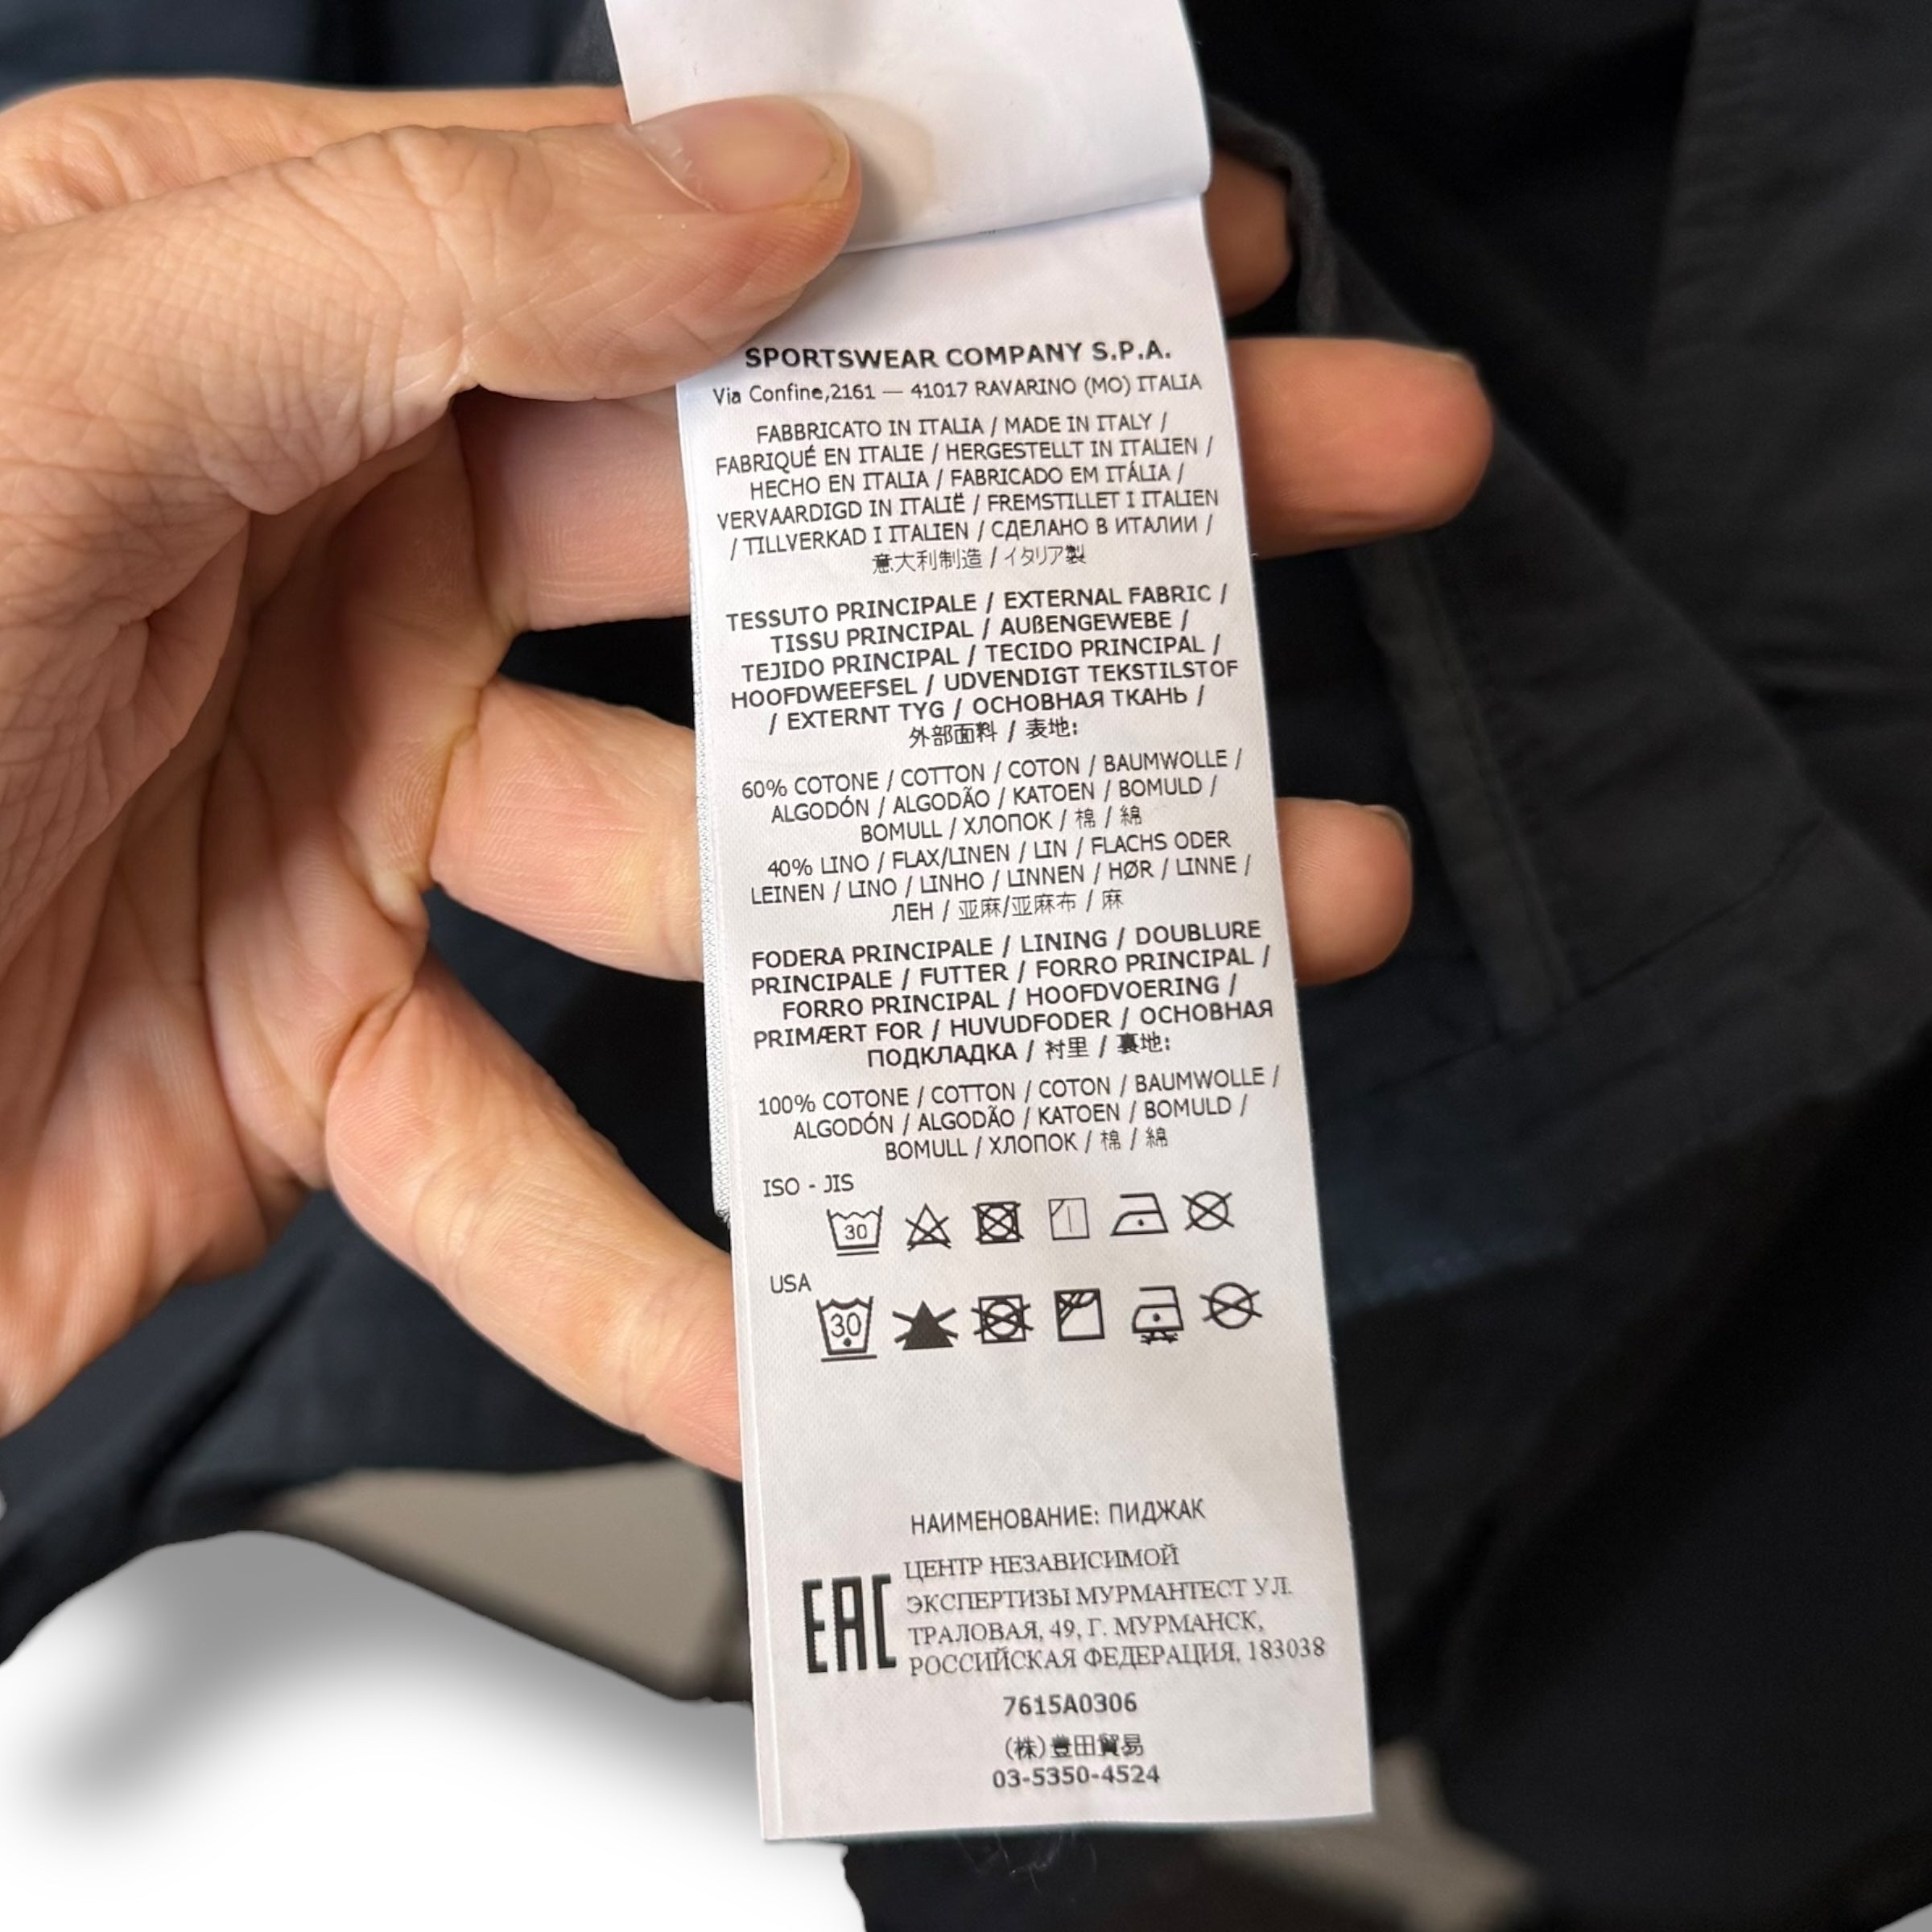 SPORTSWEAR COMPANY S.P.A.
Via Confine,2161 — 41017 RAVARINO (MO) ITALIA
FABBRICATO IN ITALIA / MADE IN ITALY /
FABRIQUÉ EN ITALIE / HERGESTELLT IN ITALIEN /
HECHO EN ITALIA / FABRICADO EM ITÁLIA /
VERVAARDIGD IN ITALIË / FREMSTILLET I ITALIEN
/ TILLVERKAD I ITALIEN / СДЕЛАНО В ИТАЛИИ /
意大利制造 / イタリア製
TESSUTO PRINCIPALE / EXTERNAL FABRIC /
TISSU PRINCIPAL / AUßENGEWEBE /
TEJIDO PRINCIPAL / TECIDO PRINCIPAL /
HOOFDWEEFSEL / UDVENDIGT TEKSTILSTOF
/ EXTERNT TYG / ОСНОВНАЯ ТКАНЬ /
外部面料 / 表地:
60% COTONE / COTTON / COTON / BAUMWOLLE /
ALGODÓN / ALGODÃO / KATOEN / BOMULD /
BOMULL / ХЛОПОК / 棉 / 綿
40% LINO / FLAX/LINEN / LIN / FLACHS ODER
LEINEN / LINO / LINHO / LINNEN / HØR / LINNE /
ЛЕН / 亚麻/亚麻布 / 麻
FODERA PRINCIPALE / LINING / DOUBLURE
PRINCIPALE / FUTTER / FORRO PRINCIPAL /
FORRO PRINCIPAL / HOOFDVOERING /
PRIMÆRT FOR / HUVUDFODER / ОСНОВНАЯ
ПОДКЛАДКА / 衬里 / 裏地:
100% COTONE / COTTON / COTON / BAUMWOLLE /
ALGODÓN / ALGODÃO / KATOEN / BOMULD /
BOMULL / ХЛОПОК / 棉 / 綿
ISO - JIS
30
USA
30
НАИМЕНОВАНИЕ: ПИДЖАК
EAC
ЦЕНТР НЕЗАВИСИМОЙ
ЭКСПЕРТИЗЫ МУРМАНТЕСТ УЛ.
ТРАЛОВАЯ, 49, Г. МУРМАНСК,
РОССИЙСКАЯ ФЕДЕРАЦИЯ, 183038
7615A0306
(株)豊田貿易
03-5350-4524